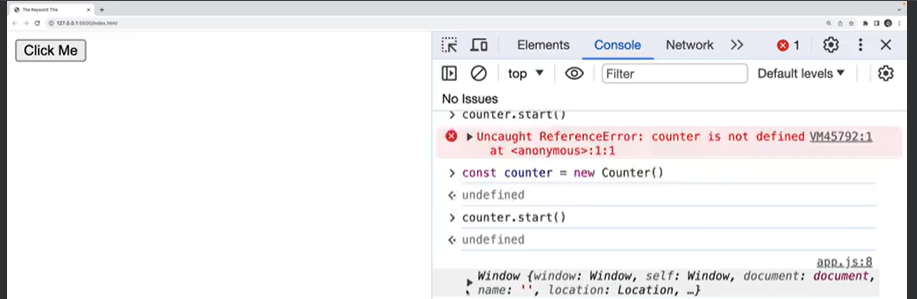 The Keyword This
127.0.0.1:5500/index.html
Click Me
Elements
Console
Network
1
top
Filter
Default levels
No Issues
counter.start()
Uncaught ReferenceError: counter is not defined VM45792:1
at <anonymous>:1:1
const counter = new Counter()
undefined
counter.start()
undefined
app.js:8
Window {window: Window, self: Window, document: document,
name: '', location: Location, …}